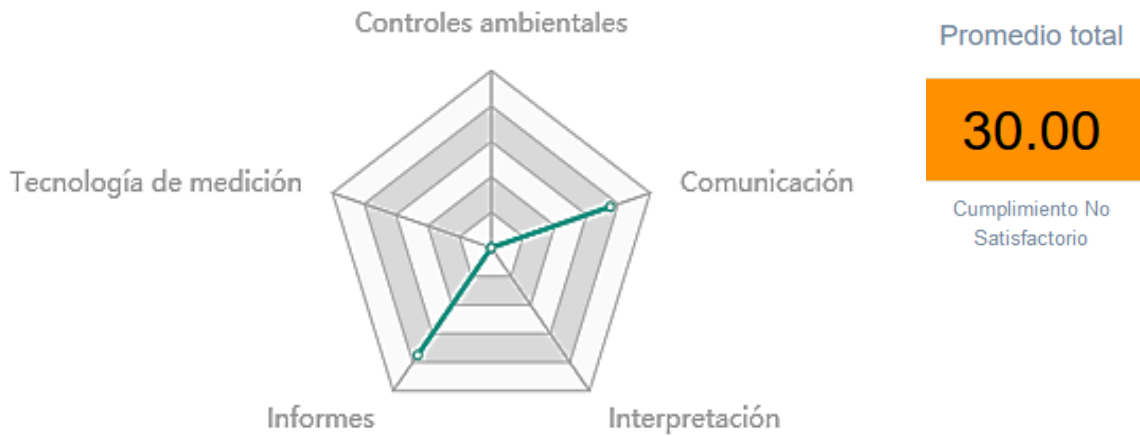 Controles ambientales
Tecnología de medición
Comunicación
Informes
Interpretación
Promedio total
30.00
Cumplimiento No
Satisfactorio